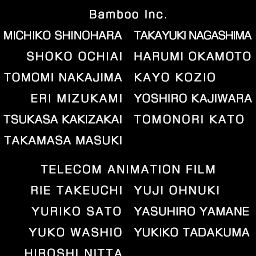 Bamboo Inc.
MICHIKO SHINOHARA TAKAYUKI NAGASHIMA
SHOKO OCHIAI HARUMI OKAMOTO
TOMOMI NAKAJIMA KAYO KOZIO
ERI MIZUKAMI YOSHIRO KAJIWARA
TSUKASA KAKIZAKAI TOMONORI KATO
TAKAMASA MASUKI
TELECOM ANIMATION FILM
RIE TAKEUCHI YUJI OHNUKI
YURIKO SATO YASUHIRO YAMANE
YUKO WASHIO YUKIKO TADAKUMA
HIROSHI NITTA